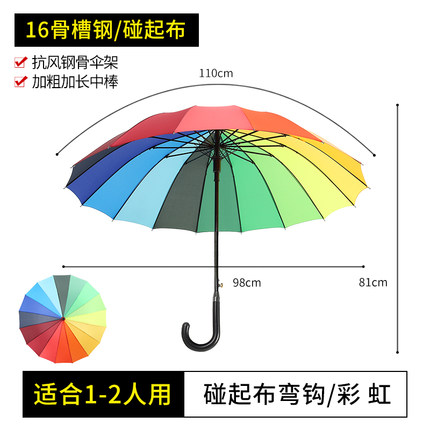 16骨槽钢/碰起布
抗风钢骨伞架
加粗加长中棒
110cm
98cm
81cm
适合1-2人用
碰起布弯钩/彩 虹